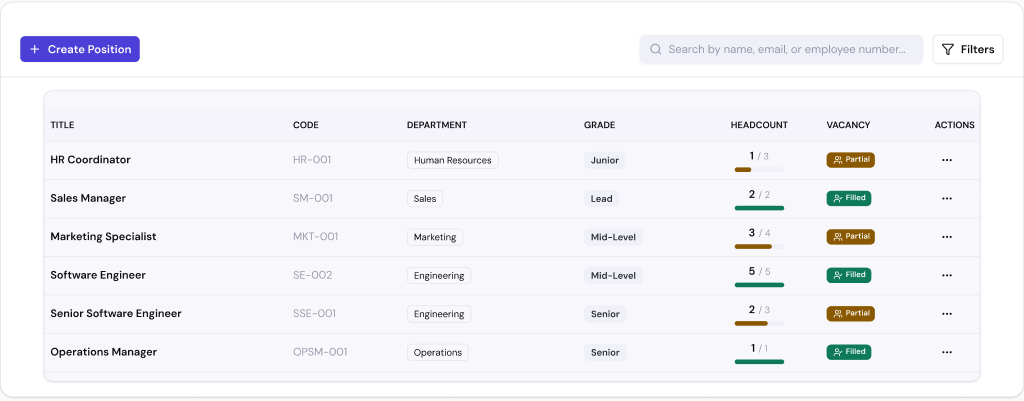 Create Position
Search by name, email, or employee number...
Filters
TITLE CODE DEPARTMENT GRADE HEADCOUNT VACANCY ACTIONS
HR Coordinator HR-001 Human Resources Junior 1 / 3 Partial
Sales Manager SM-001 Sales Lead 2 / 2 Filled
Marketing Specialist MKT-001 Marketing Mid-Level 3 / 4 Partial
Software Engineer SE-002 Engineering Mid-Level 5 / 5 Filled
Senior Software Engineer SSE-001 Engineering Senior 2 / 3 Partial
Operations Manager OPSM-001 Operations Senior 1 / 1 Filled